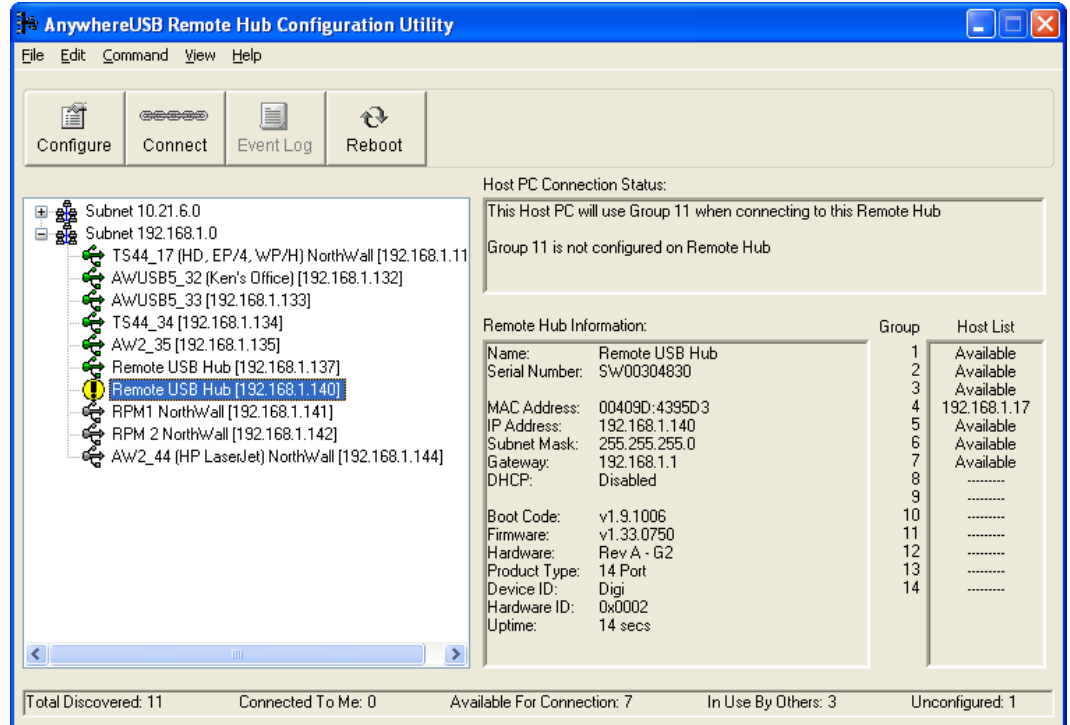 AnywhereUSB Remote Hub Configuration Utility
File Edit Command View Help
Configure Connect Event Log Reboot
Subnet 10.21.6.0
Subnet 192.168.1.0
TS44_17 (HD, EP/4, WP/H) NorthWall [192.168.1.11
AWUSB5_32 (Ken's Office) [192.168.1.132]
AWUSB5_33 [192.168.1.133]
TS44_34 [192.168.1.134]
AW2_35 [192.168.1.135]
Remote USB Hub [192.168.1.137]
Remote USB Hub [192.168.1.140]
RPM1 NorthWall [192.168.1.141]
RPM 2 NorthWall [192.168.1.142]
AW2_44 (HP LaserJet) NorthWall [192.168.1.144]
Host PC Connection Status:
This Host PC will use Group 11 when connecting to this Remote Hub
Group 11 is not configured on Remote Hub
Remote Hub Information:
Name: Remote USB Hub
Serial Number: SW00304830
MAC Address: 00409D:4395D3
IP Address: 192.168.1.140
Subnet Mask: 255.255.255.0
Gateway: 192.168.1.1
DHCP: Disabled
Boot Code: v1.9.1006
Firmware: v1.33.0750
Hardware: Rev A - G2
Product Type: 14 Port
Device ID: Digi
Hardware ID: 0x0002
Uptime: 14 secs
Group Host List
1 Available
2 Available
3 Available
4 192.168.1.17
5 Available
6 Available
7 Available
8 ---------
9 ---------
10 ---------
11 ---------
12 ---------
13 ---------
14 ---------
Total Discovered: 11 Connected To Me: 0 Available For Connection: 7 In Use By Others: 3 Unconfigured: 1